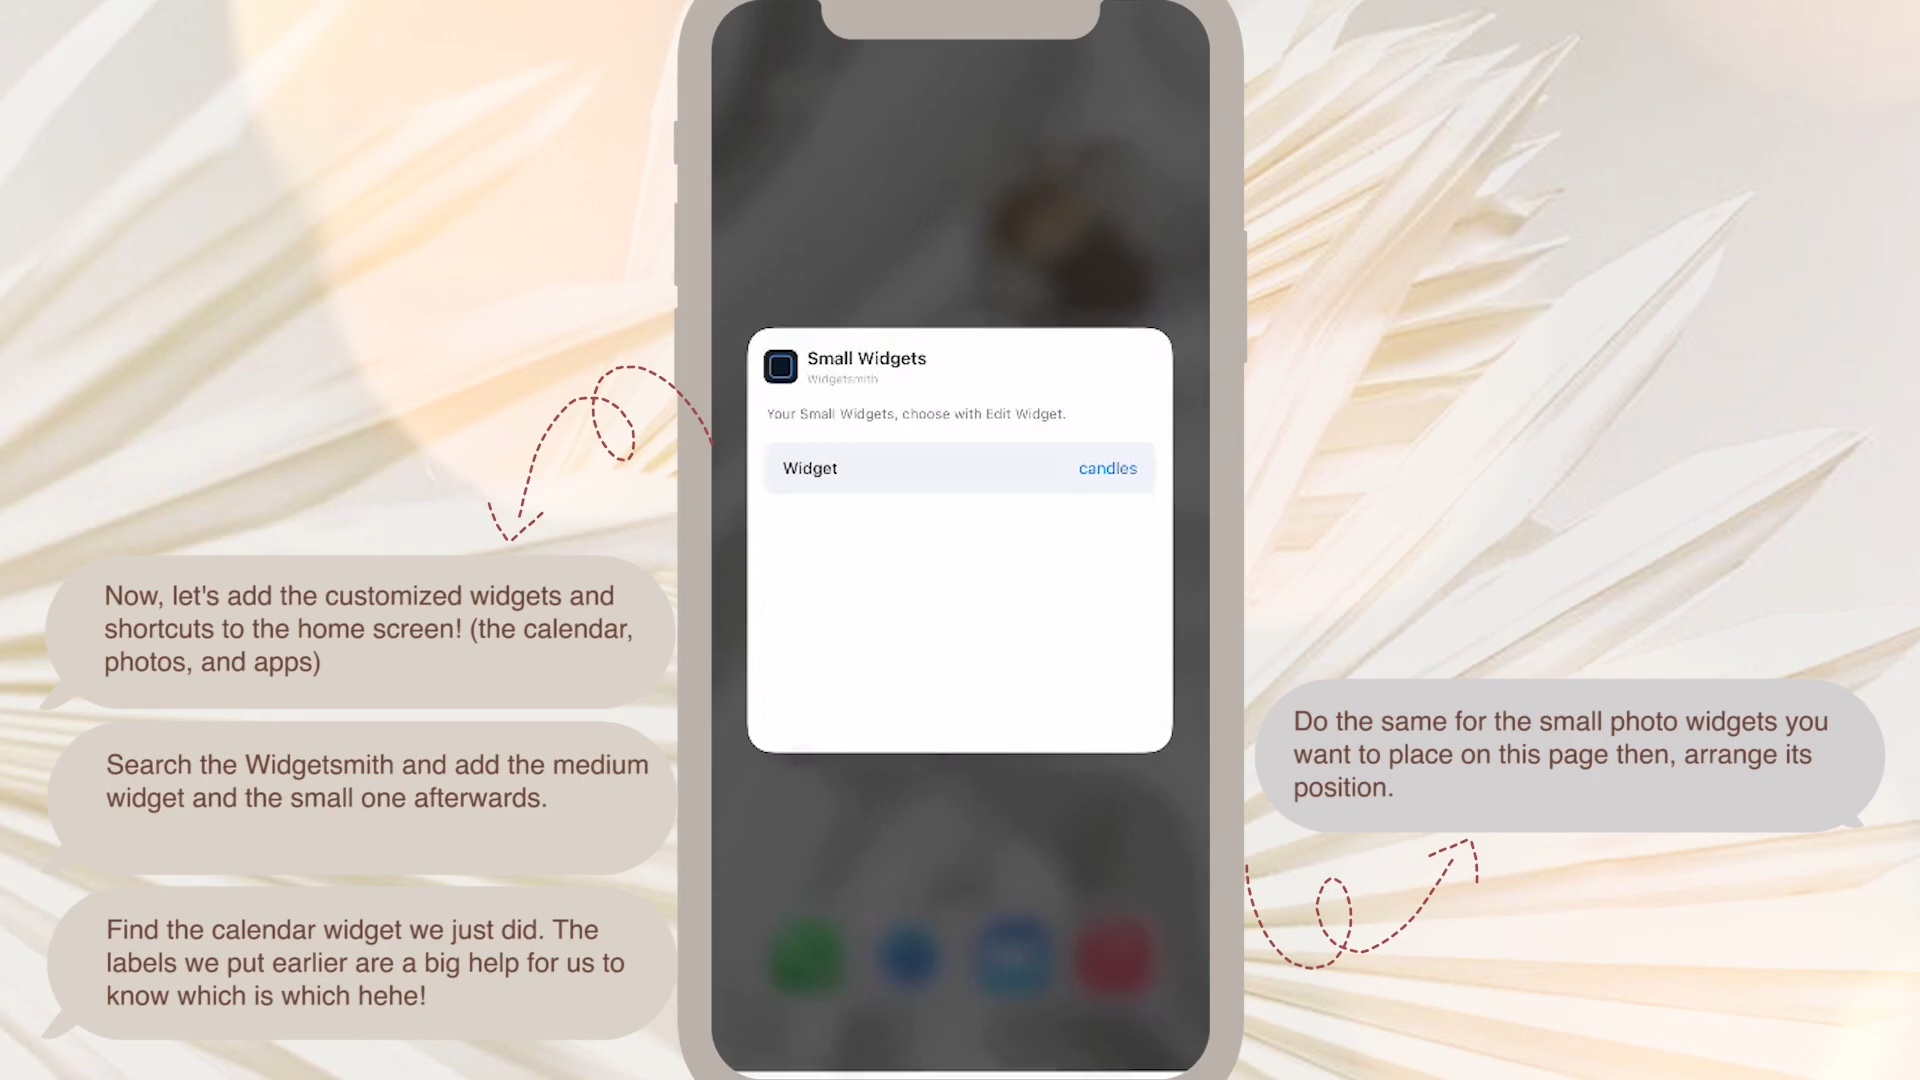 Small Widgets
Widgetsmith
Your Small Widgets, choose with Edit Widget.
Widget candles
Now, let's add the customized widgets and
shortcuts to the home screen! (the calendar,
photos, and apps)
Search the Widgetsmith and add the medium
widget and the small one afterwards.
Find the calendar widget we just did. The
labels we put earlier are a big help for us to
know which is which hehe!
Do the same for the small photo widgets you
want to place on this page then, arrange its
position.